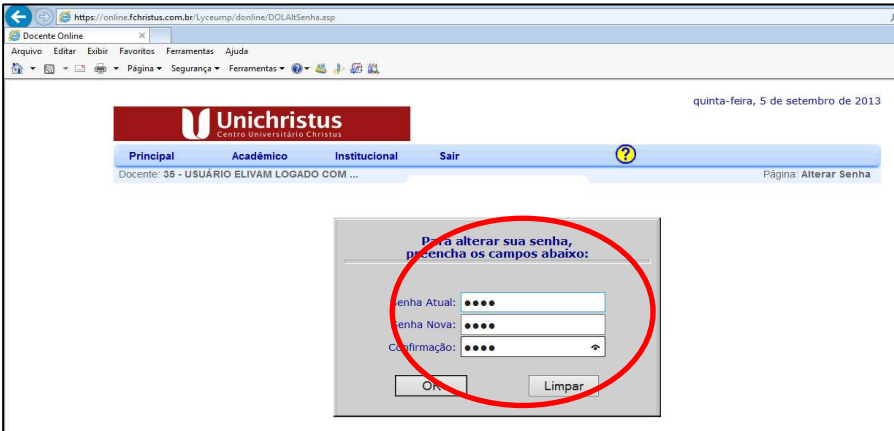 https://online.fchristus.com.br/Lyceump/donline/DOLAltSenha.asp
Docente Online
Arquivo Editar Exibir Favoritos Ferramentas Ajuda
Página Segurança Ferramentas
quinta-feira, 5 de setembro de 2013
Unichristus
Centro Universitário Christus
Principal Acadêmico Institucional Sair ?
Docente: 35 - USUÁRIO ELIVAM LOGADO COM ... Página: Alterar Senha
Para alterar sua senha,
preencha os campos abaixo:
Senha Atual: ●●●●
Senha Nova: ●●●●
Confirmação: ●●●●
OK Limpar